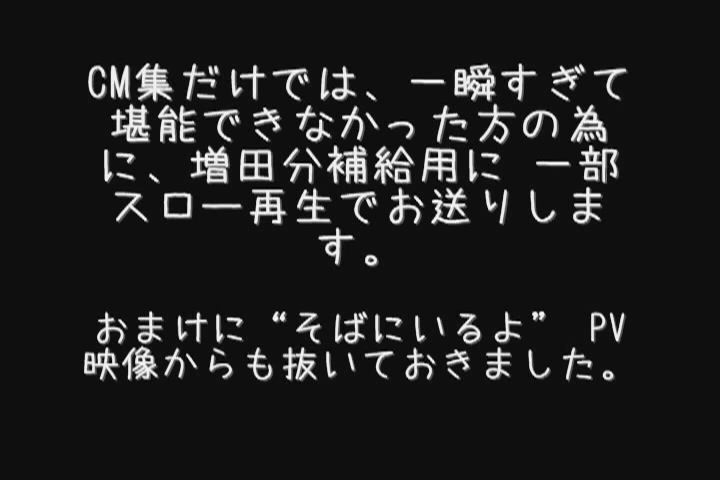 CM集だけでは、一瞬すぎて
堪能できなかった方の為
に、増田分補給用に 一部
スロー再生でお送りしま
す。
おまけに“そばにいるよ” PV
映像からも抜いておきました。